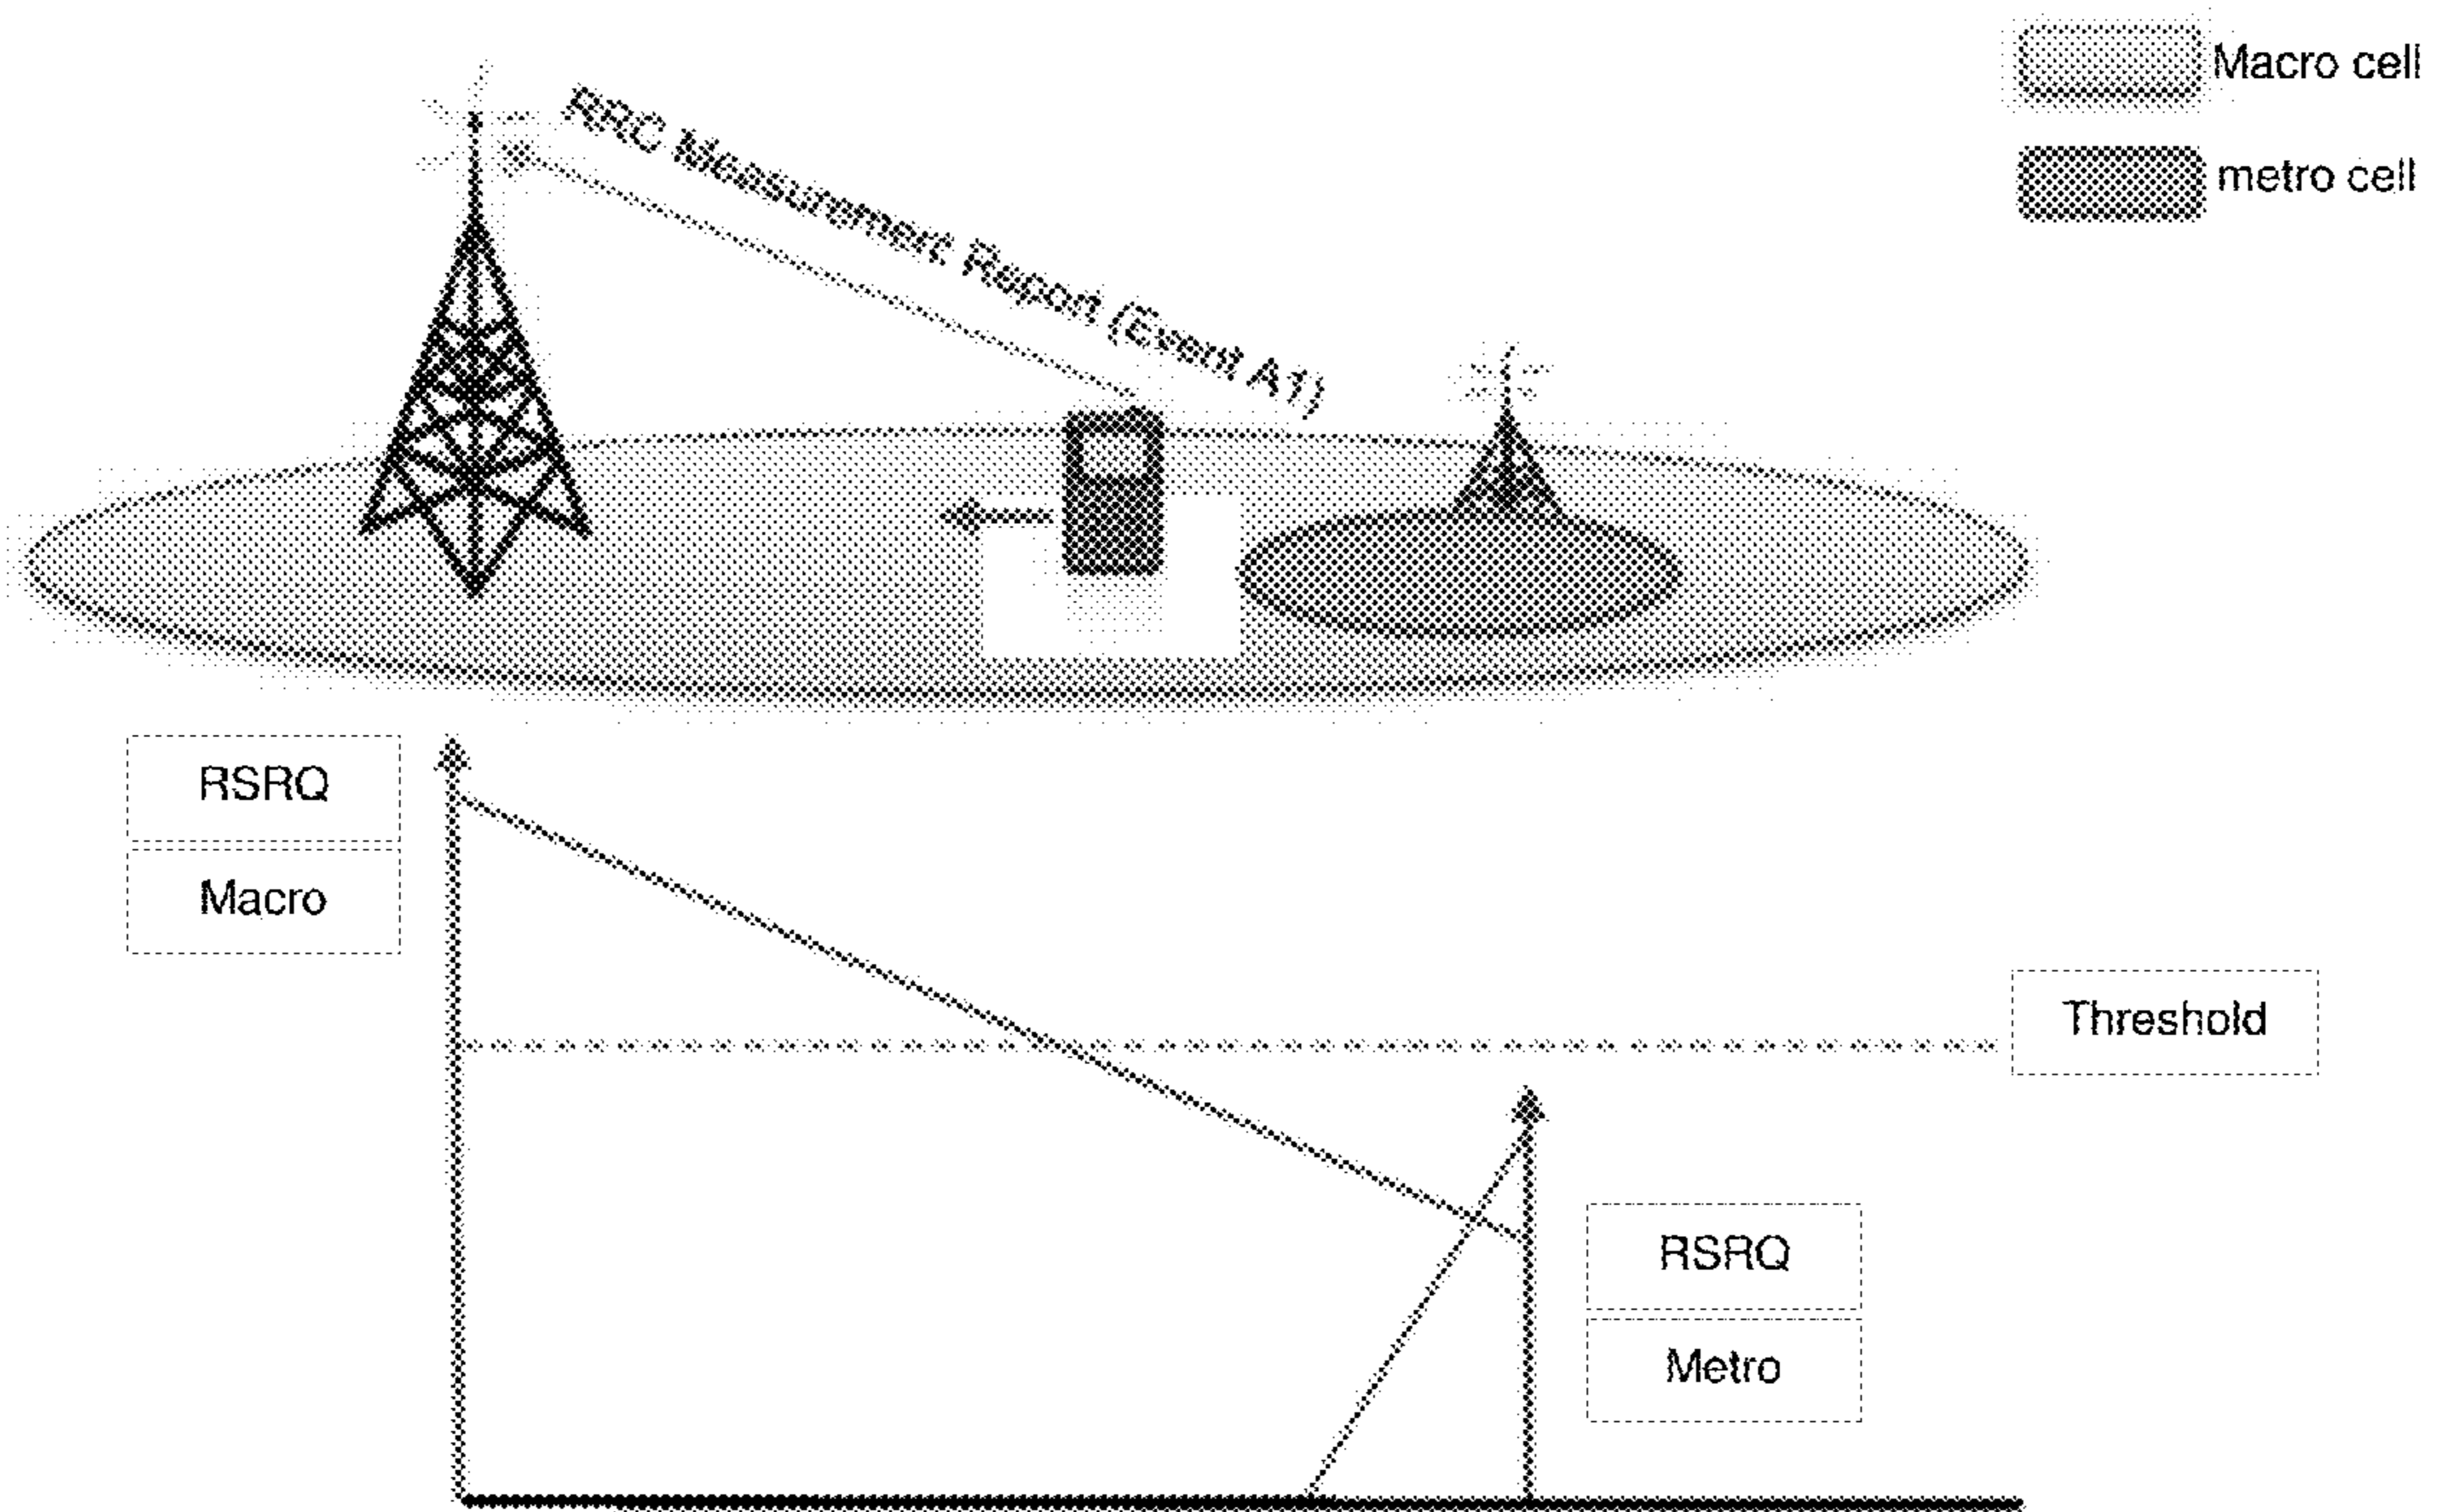 Macro cell
metro cell
RRC Measurement Report (Event A1)
RSRQ
Macro
Threshold
RSRQ
Metro